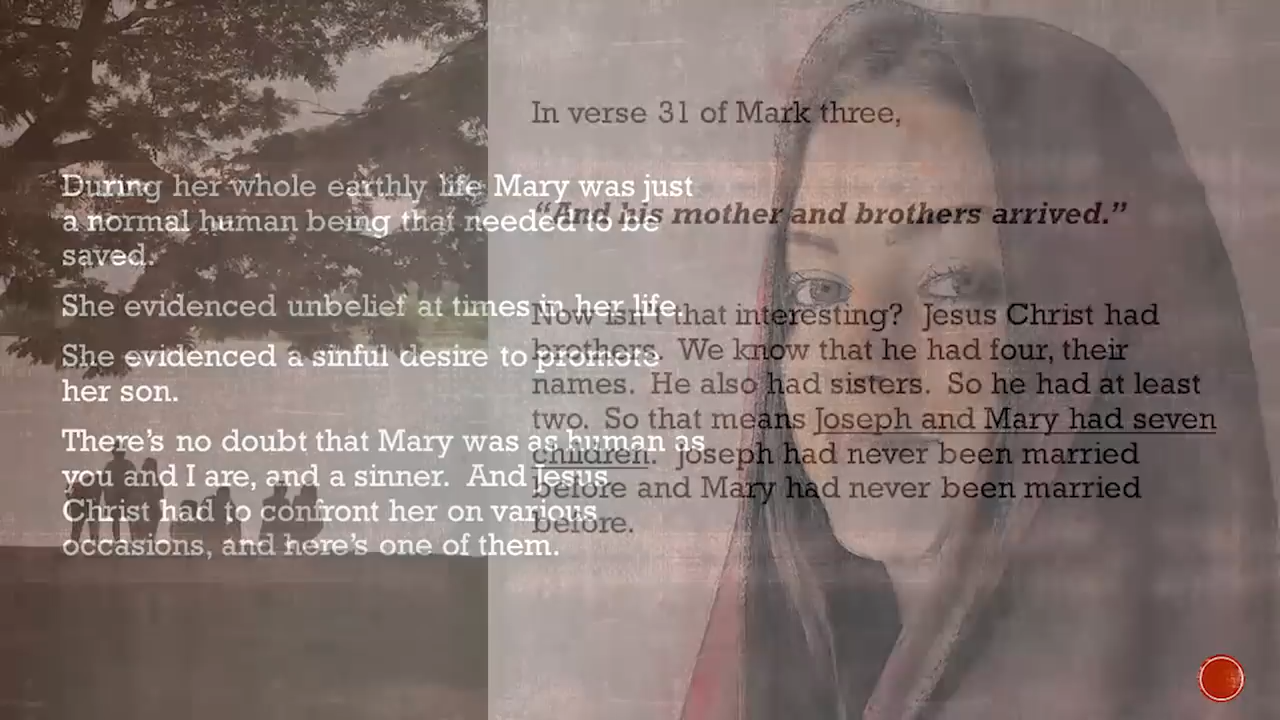 During her whole earthly life Mary was just
a normal human being that needed to be
saved.
She evidenced unbelief at times in her life.
She evidenced a sinful desire to promote
her son.
There's no doubt that Mary was as human as
you and I are, and a sinner.  And Jesus
Christ had to confront her on various
occasions, and here's one of them.
In verse 31 of Mark three,
“And his mother and brothers arrived.”
Now isn't that interesting?  Jesus Christ had
brothers.  We know that he had four, their
names.  He also had sisters.  So he had at least
two.  So that means Joseph and Mary had seven
children.  Joseph had never been married
before and Mary had never been married
before.